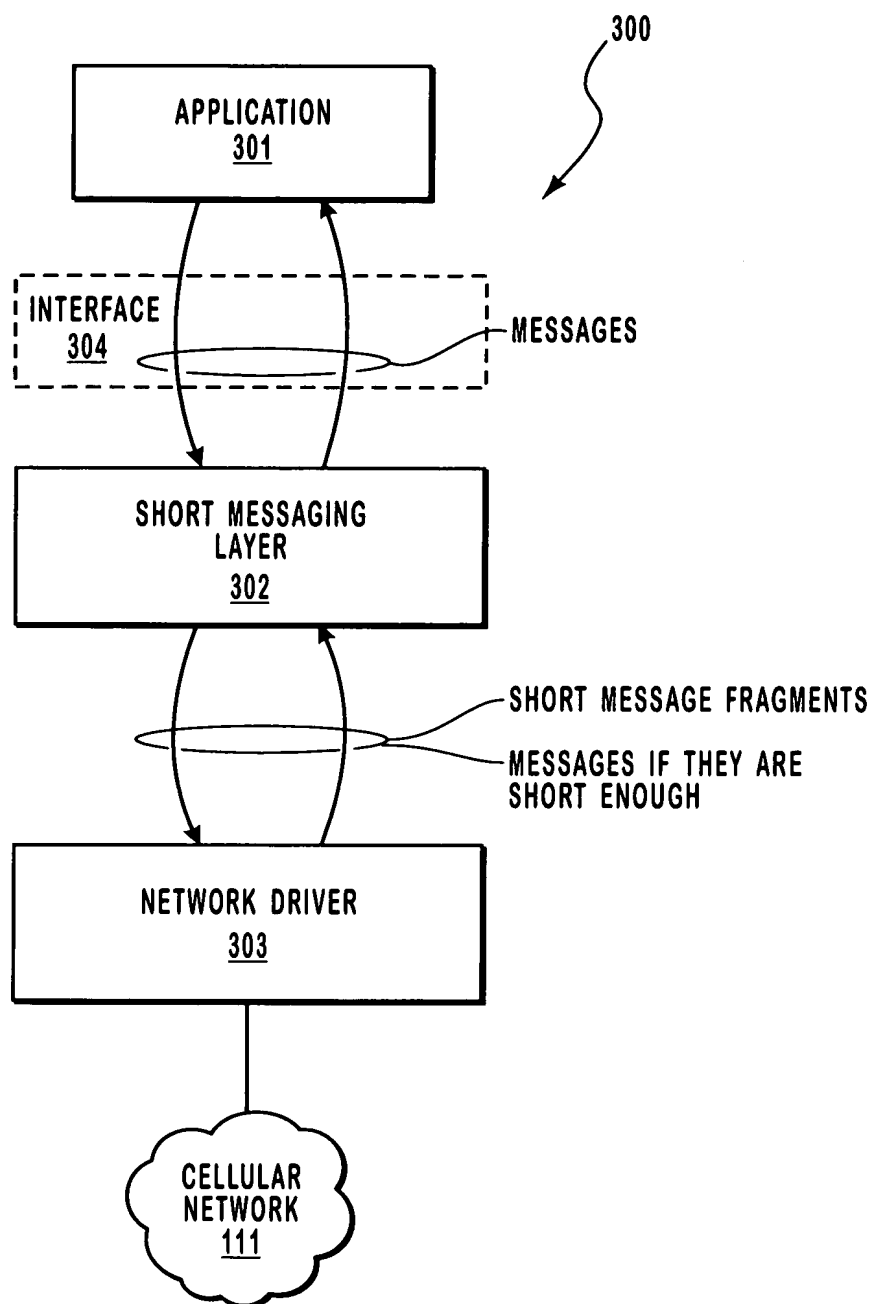 300
APPLICATION
301
INTERFACE
304
MESSAGES
SHORT MESSAGING
LAYER
302
SHORT MESSAGE FRAGMENTS
MESSAGES IF THEY ARE
SHORT ENOUGH
NETWORK DRIVER
303
CELLULAR
NETWORK
111